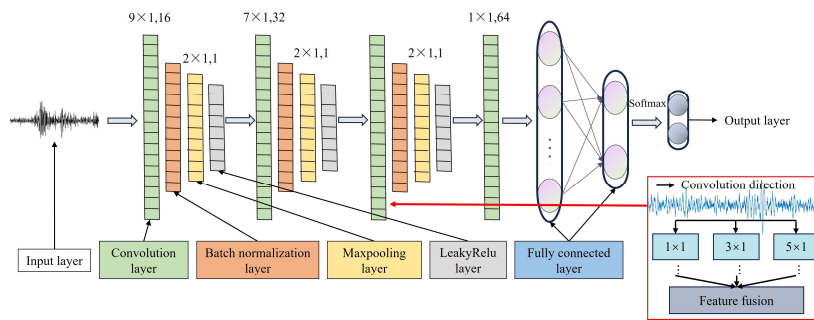 9×1,16
7×1,32
1×1,64
2×1,1
2×1,1
2×1,1
Softmax
Output layer
Convolution direction
1×1
3×1
5×1
Feature fusion
Input layer
Convolution
layer
Batch normalization
layer
Maxpooling
layer
LeakyRelu
layer
Fully connected
layer